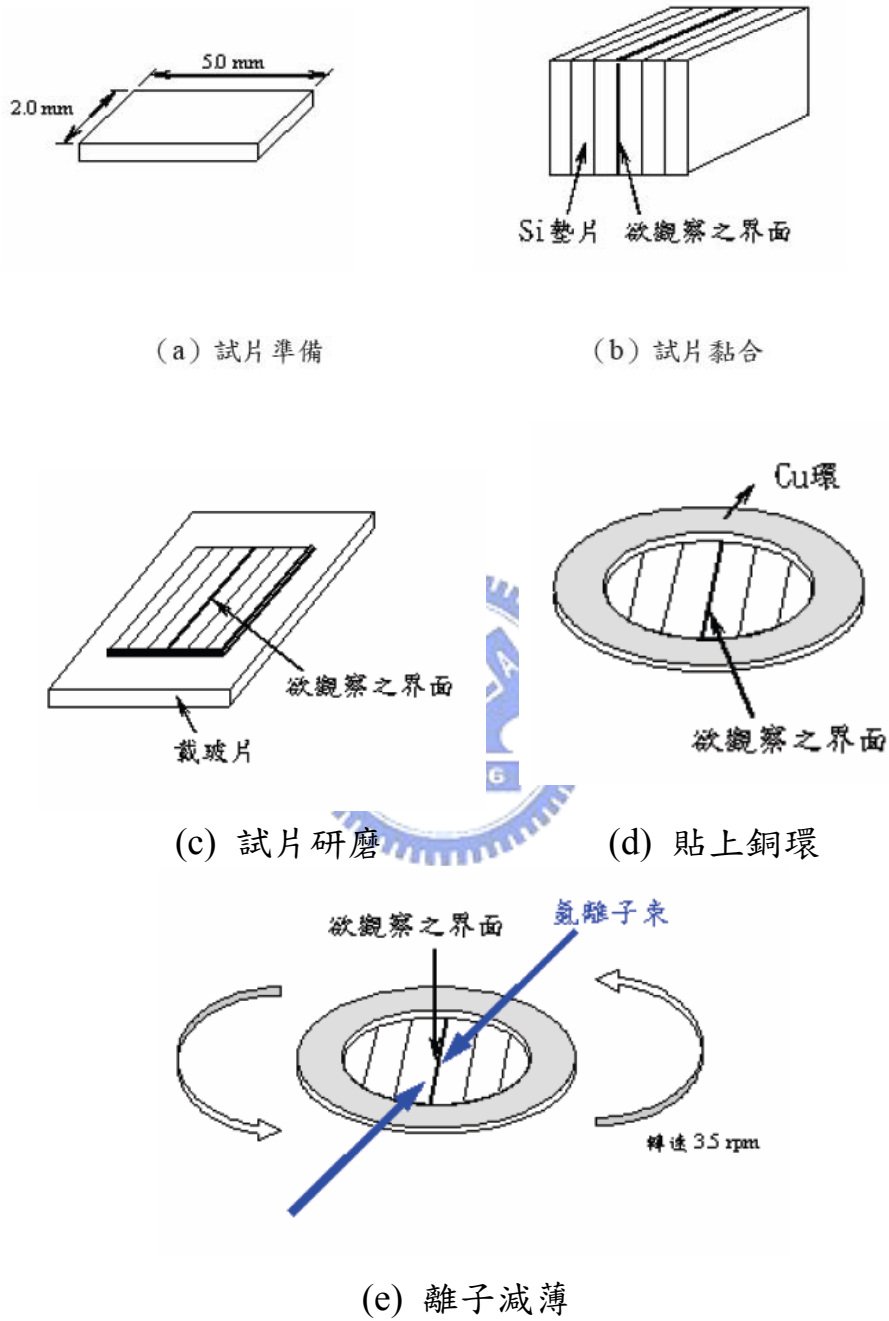 5.0 mm
2.0 mm
Si墊片 欲觀察之界面
(a)試片準備
(b)試片黏合
Cu環
欲觀察之界面
載玻片
欲觀察之界面
(c) 試片研磨
(d) 貼上銅環
欲觀察之界面
氬離子束
轉速 3.5 rpm
(e) 離子減薄